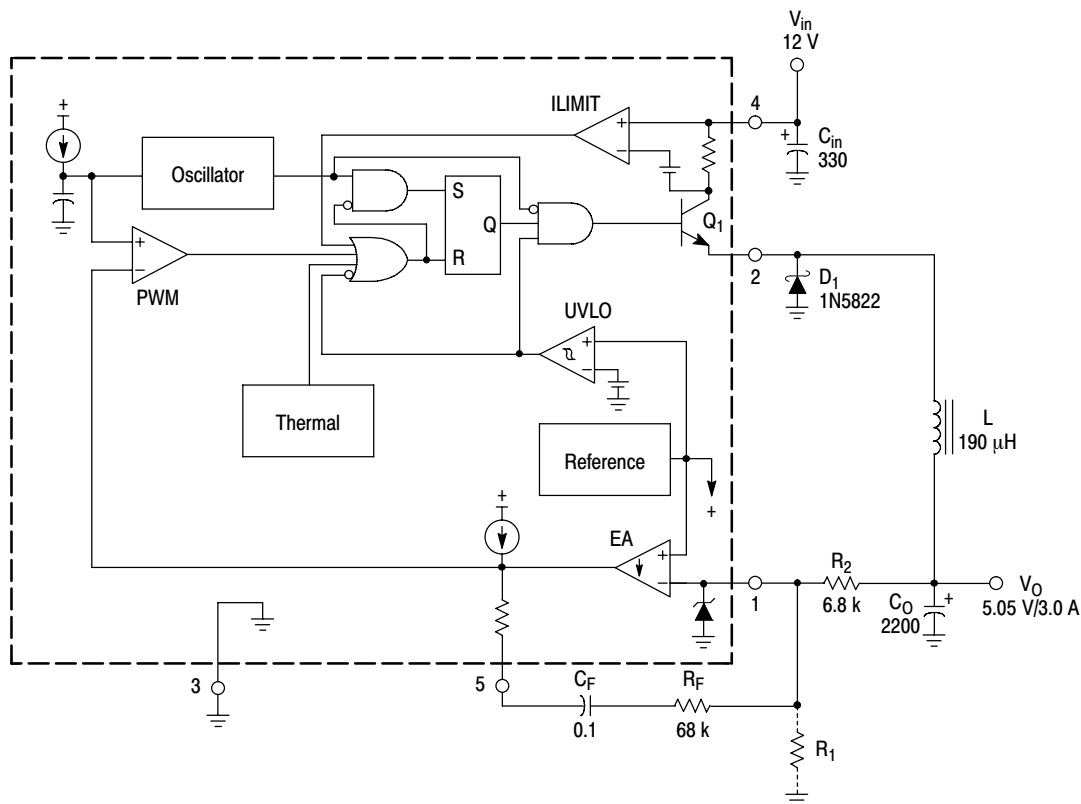 V_in
12 V
+
ILIMIT
+
−
4
+
C_in
330
Oscillator
S
Q
R
Q_1
+
−
PWM
2
D_1
1N5822
UVLO
+
−
Thermal
L
190 μH
Reference
+
+
EA
+
−
1
R_2
6.8 k
C_O
2200
+
V_O
5.05 V/3.0 A
3
5
C_F
0.1
R_F
68 k
R_1